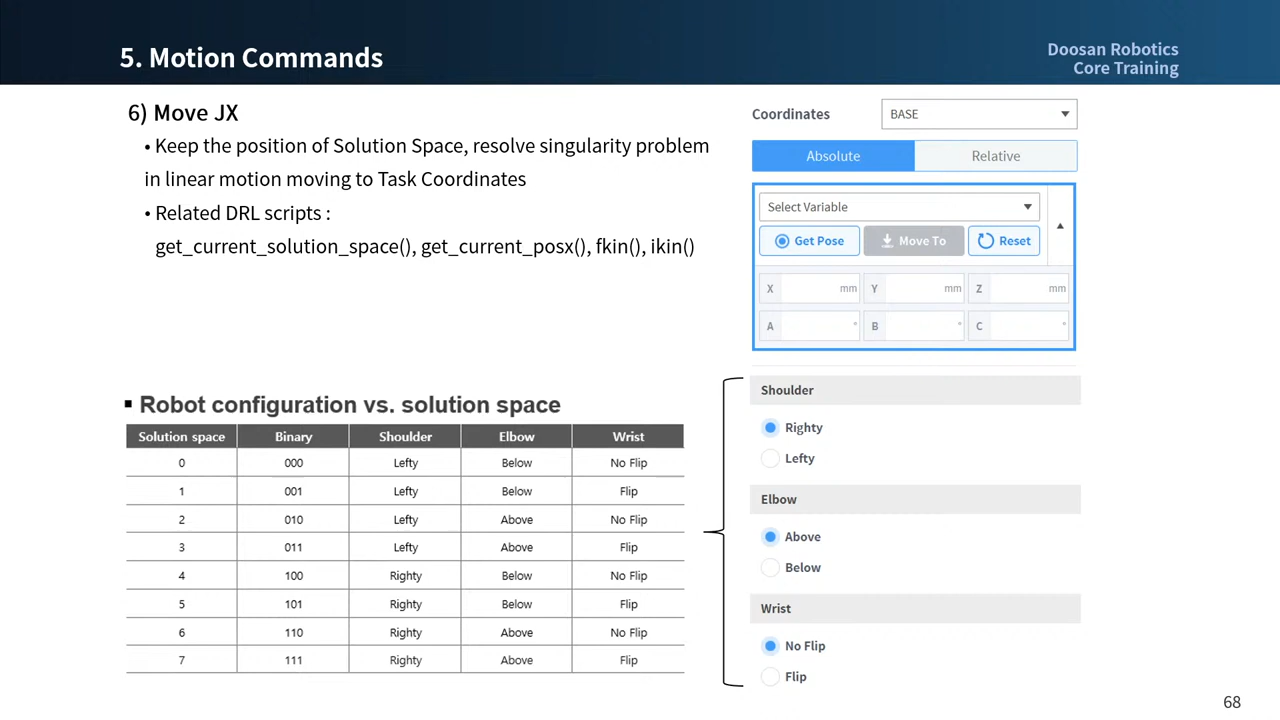 5. Motion Commands
Doosan Robotics
Core Training
6) Move JX
• Keep the position of Solution Space, resolve singularity problem
in linear motion moving to Task Coordinates
• Related DRL scripts :
get_current_solution_space(), get_current_posx(), fkin(), ikin()
Coordinates BASE
Absolute Relative
Select Variable
Get Pose Move To Reset
X mm Y mm Z mm
A ° B ° C °
▪ Robot configuration vs. solution space
Solution space Binary Shoulder Elbow Wrist
0 000 Lefty Below No Flip
1 001 Lefty Below Flip
2 010 Lefty Above No Flip
3 011 Lefty Above Flip
4 100 Righty Below No Flip
5 101 Righty Below Flip
6 110 Righty Above No Flip
7 111 Righty Above Flip
Shoulder
Righty
Lefty
Elbow
Above
Below
Wrist
No Flip
Flip
68